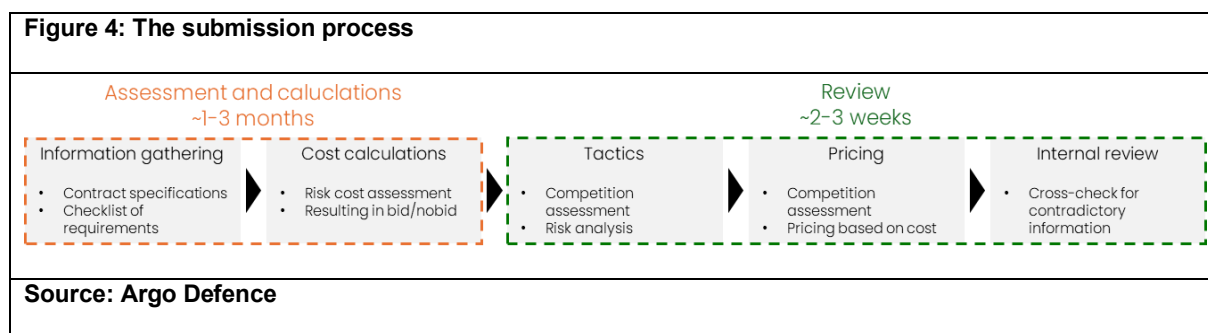 Figure 4: The submission process
Assessment and caluclations
~1-3 months
Review
~2-3 weeks
Information gathering
• Contract specifications
• Checklist of
requirements
Cost calculations
• Risk cost assessment
• Resulting in bid/nobid
Tactics
• Competition
assessment
• Risk analysis
Pricing
• Competition
assessment
• Pricing based on cost
Internal review
• Cross-check for
contradictory
information
Source: Argo Defence